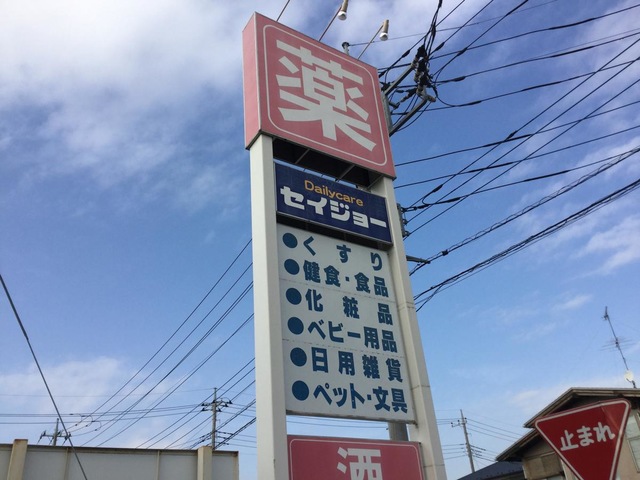 薬
Dailycare
セイジョー
●くすり
●健食・食品
●化粧品
●ベビー用品
●日用雑貨
●ペット・文具
酒
止まれ